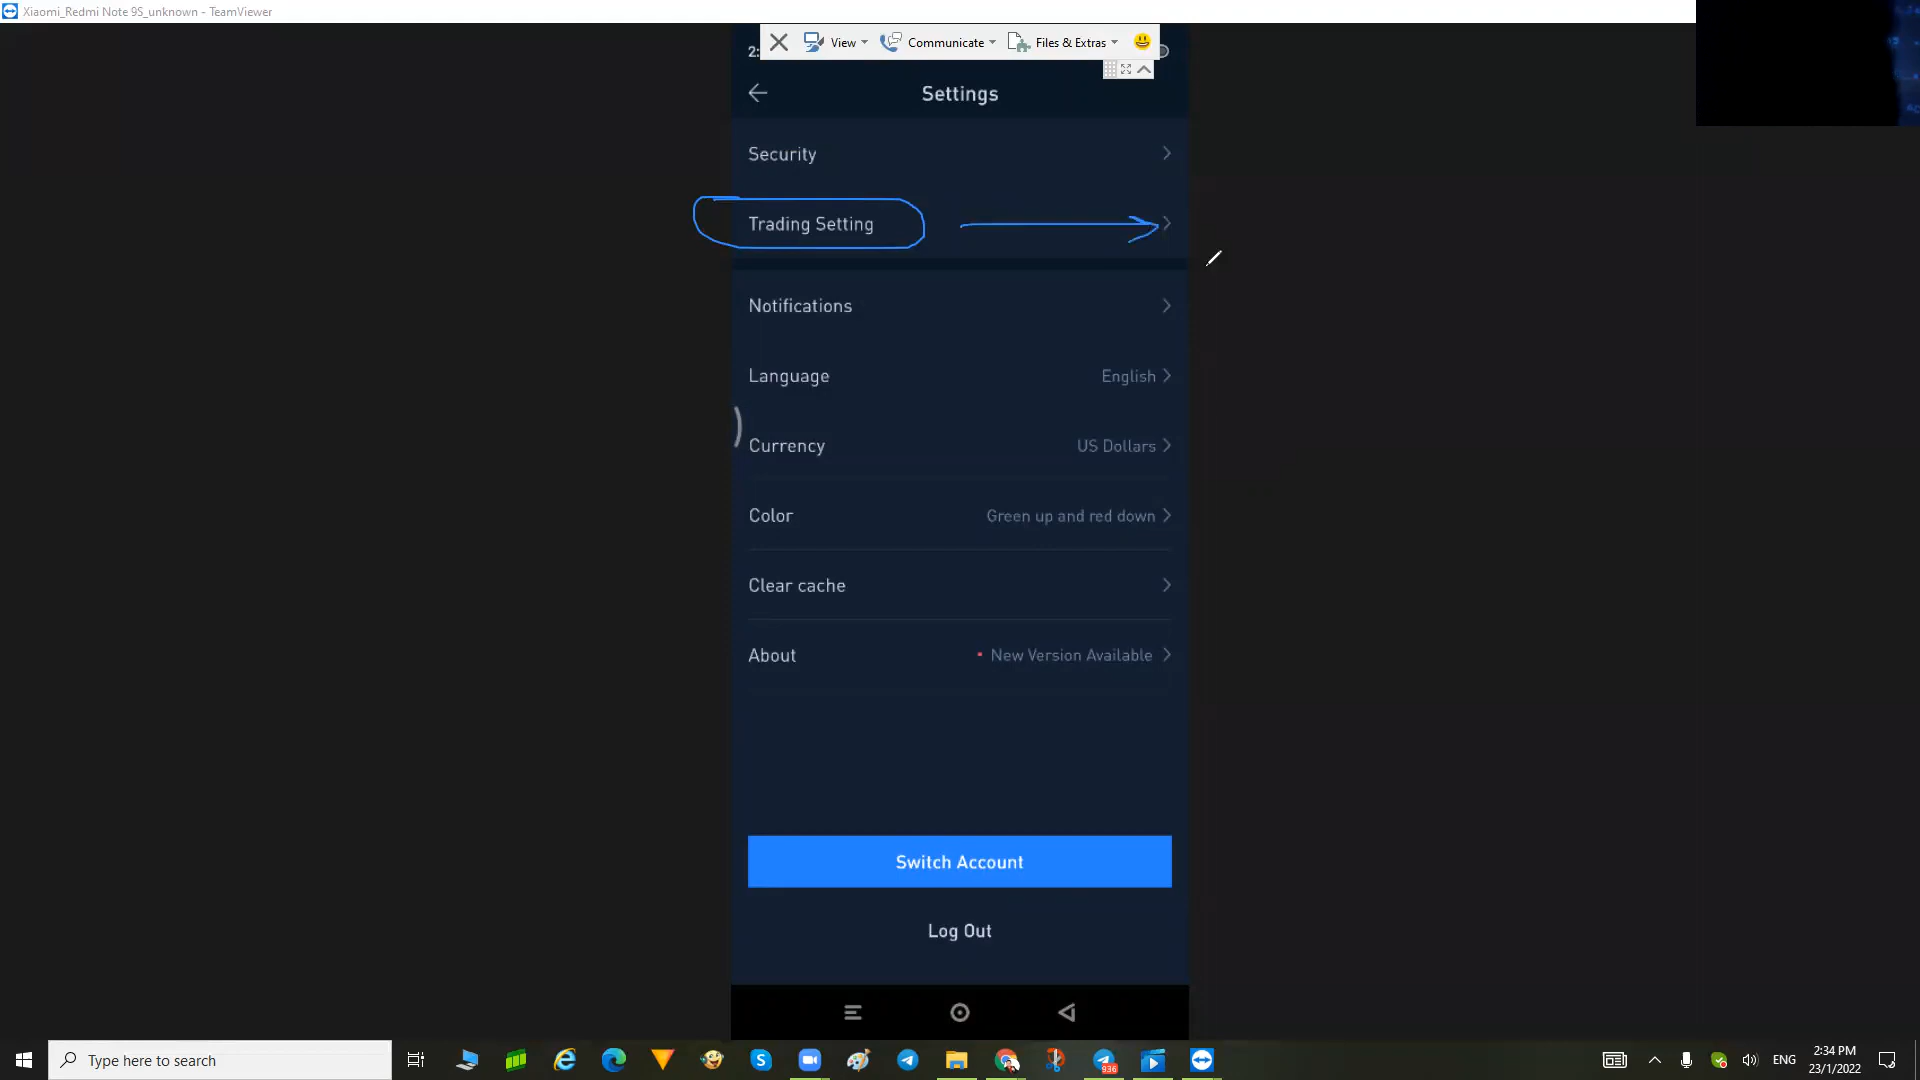 Xiaomi_Redmi Note 9S_unknown - TeamViewer
View
Communicate
Files & Extras
2:
Settings
Security
Trading Setting
Notifications
Language English
Currency US Dollars
Color Green up and red down
Clear cache
About New Version Available
Switch Account
Log Out
Type here to search
936
ENG
2:34 PM
23/1/2022